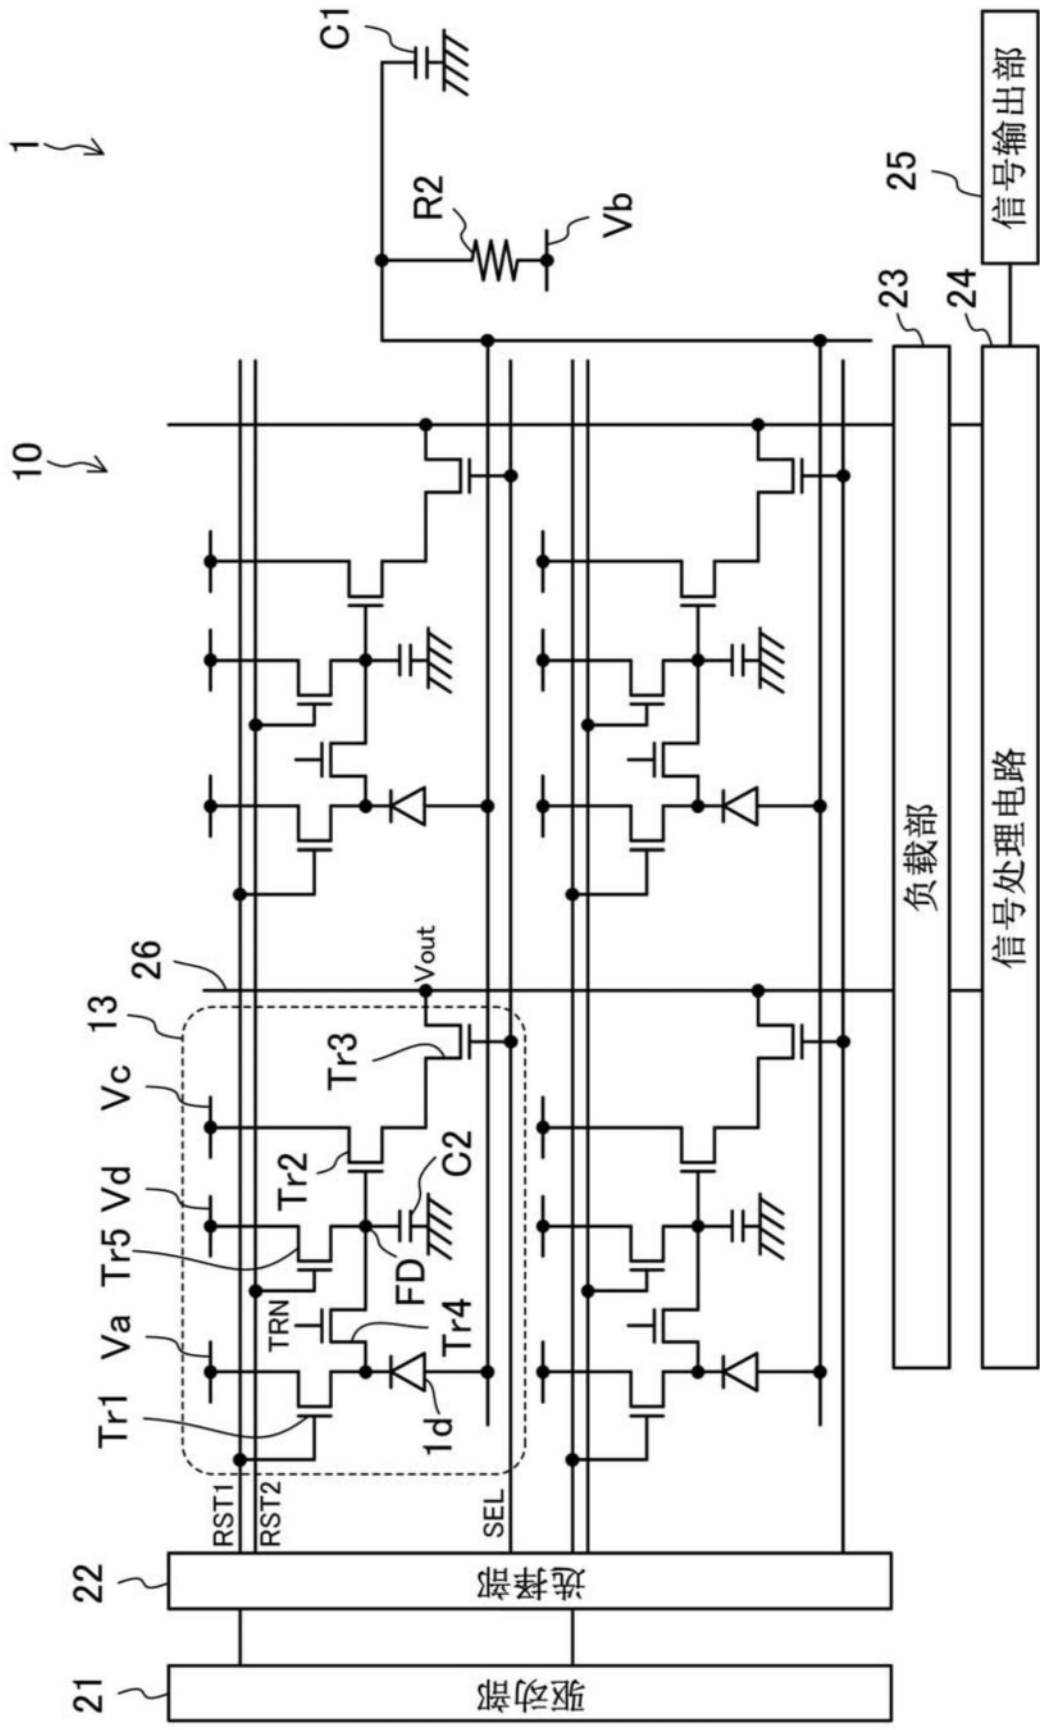 1
10
C1
R2
Vb
25
信号输出部
23
24
负载部
信号处理电路
26
13
Vout
Vc
Vd
Va
Tr3
Tr2
C2
Tr5
FD
TRN
Tr4
Tr1
1d
RST1
RST2
SEL
22
选择部
21
驱动部